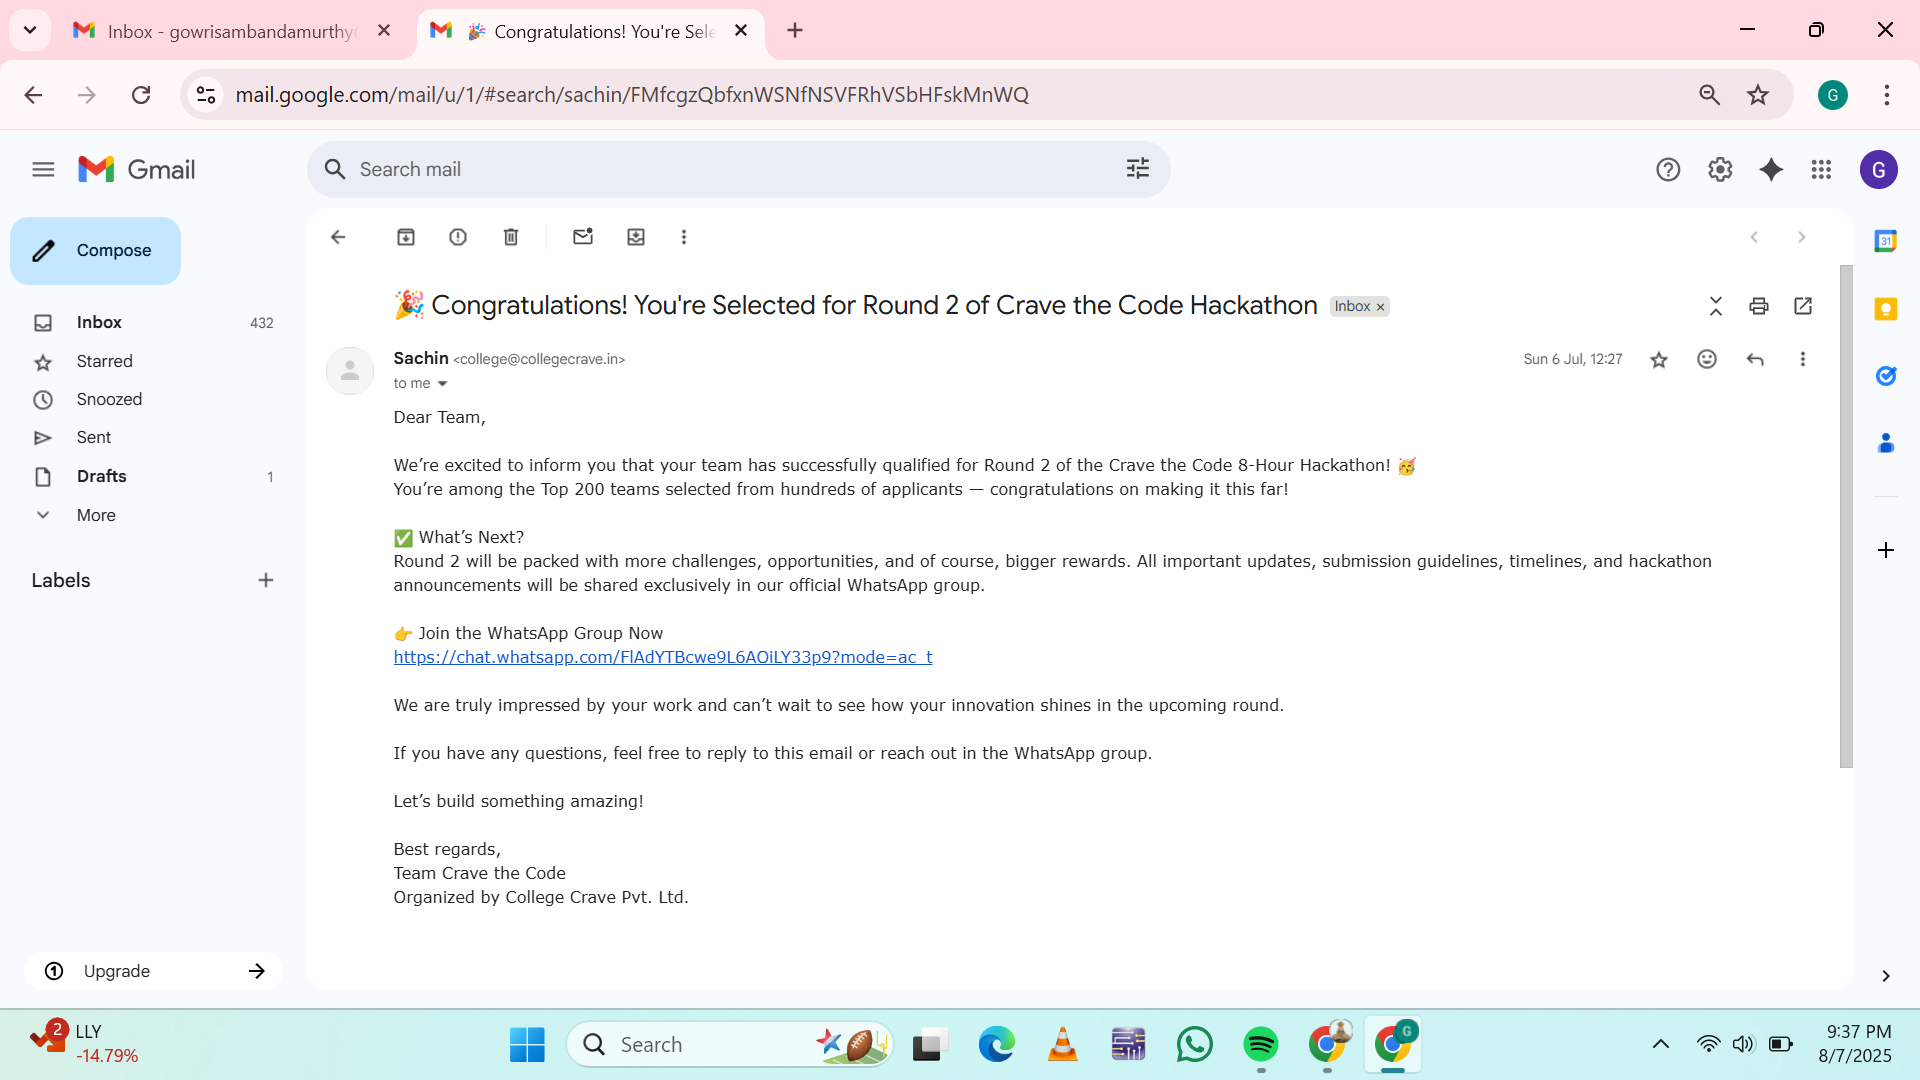 Inbox - gowrisambandamurthy
🎉 Congratulations! You're Sele
mail.google.com/mail/u/1/#search/sachin/FMfcgzQbfxnWSNfNSVFRhVSbHFskMnWQ
G
Gmail
Search mail
G
Compose
Inbox 432
Starred
Snoozed
Sent
Drafts 1
More
Labels
Upgrade
31
🎉 Congratulations! You're Selected for Round 2 of Crave the Code Hackathon Inbox ×
Sachin <college@collegecrave.in> Sun 6 Jul, 12:27
to me
Dear Team,
We’re excited to inform you that your team has successfully qualified for Round 2 of the Crave the Code 8-Hour Hackathon! 🥳
You’re among the Top 200 teams selected from hundreds of applicants — congratulations on making it this far!
✅ What’s Next?
Round 2 will be packed with more challenges, opportunities, and of course, bigger rewards. All important updates, submission guidelines, timelines, and hackathon
announcements will be shared exclusively in our official WhatsApp group.
👉 Join the WhatsApp Group Now
https://chat.whatsapp.com/FlAdYTBcwe9L6AOiLY33p9?mode=ac_t
We are truly impressed by your work and can’t wait to see how your innovation shines in the upcoming round.
If you have any questions, feel free to reply to this email or reach out in the WhatsApp group.
Let’s build something amazing!
Best regards,
Team Crave the Code
Organized by College Crave Pvt. Ltd.
2
LLY
-14.79%
Search
G
9:37 PM
8/7/2025